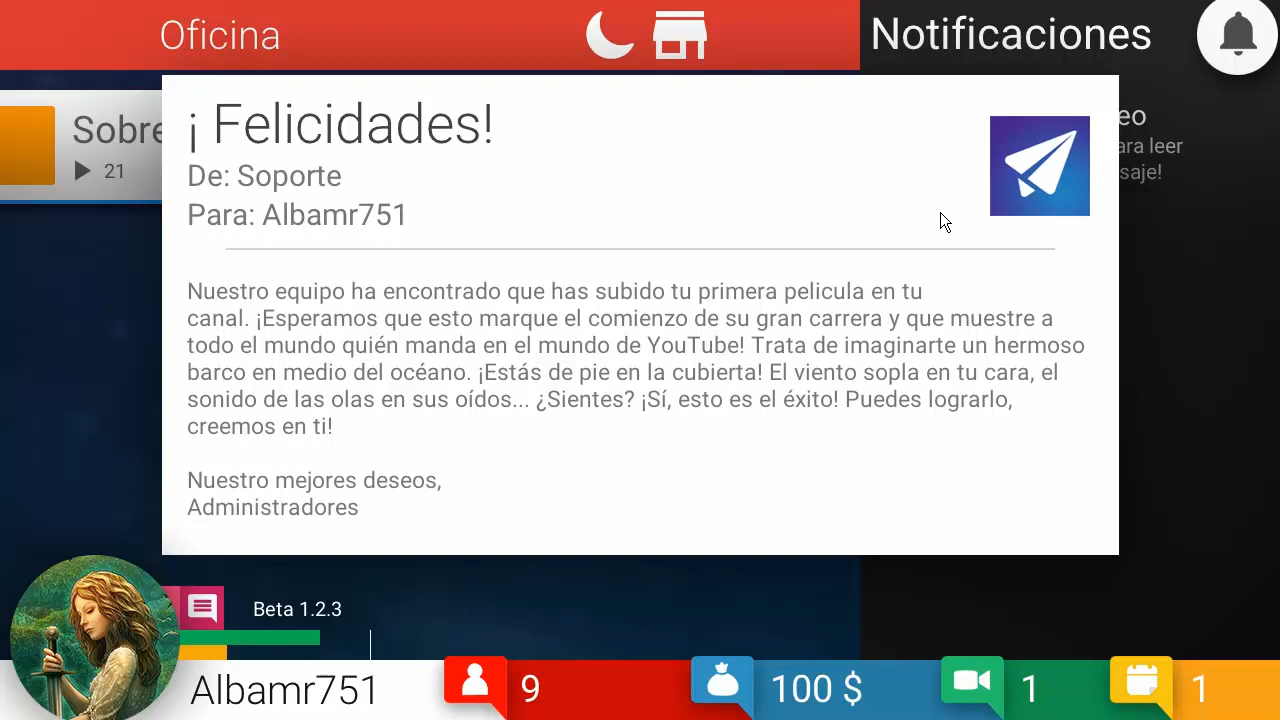 Oficina
Notificaciones
¡ Felicidades!
De: Soporte
Para: Albamr751
Sobre
21
eo
ara leer
saje!
Nuestro equipo ha encontrado que has subido tu primera pelicula en tu
canal. ¡Esperamos que esto marque el comienzo de su gran carrera y que muestre a
todo el mundo quién manda en el mundo de YouTube! Trata de imaginarte un hermoso
barco en medio del océano. ¡Estás de pie en la cubierta! El viento sopla en tu cara, el
sonido de las olas en sus oídos... ¿Sientes? ¡Sí, esto es el éxito! Puedes lograrlo,
creemos en ti!
Nuestro mejores deseos,
Administradores
Beta 1.2.3
Albamr751
9
100 $
1
1